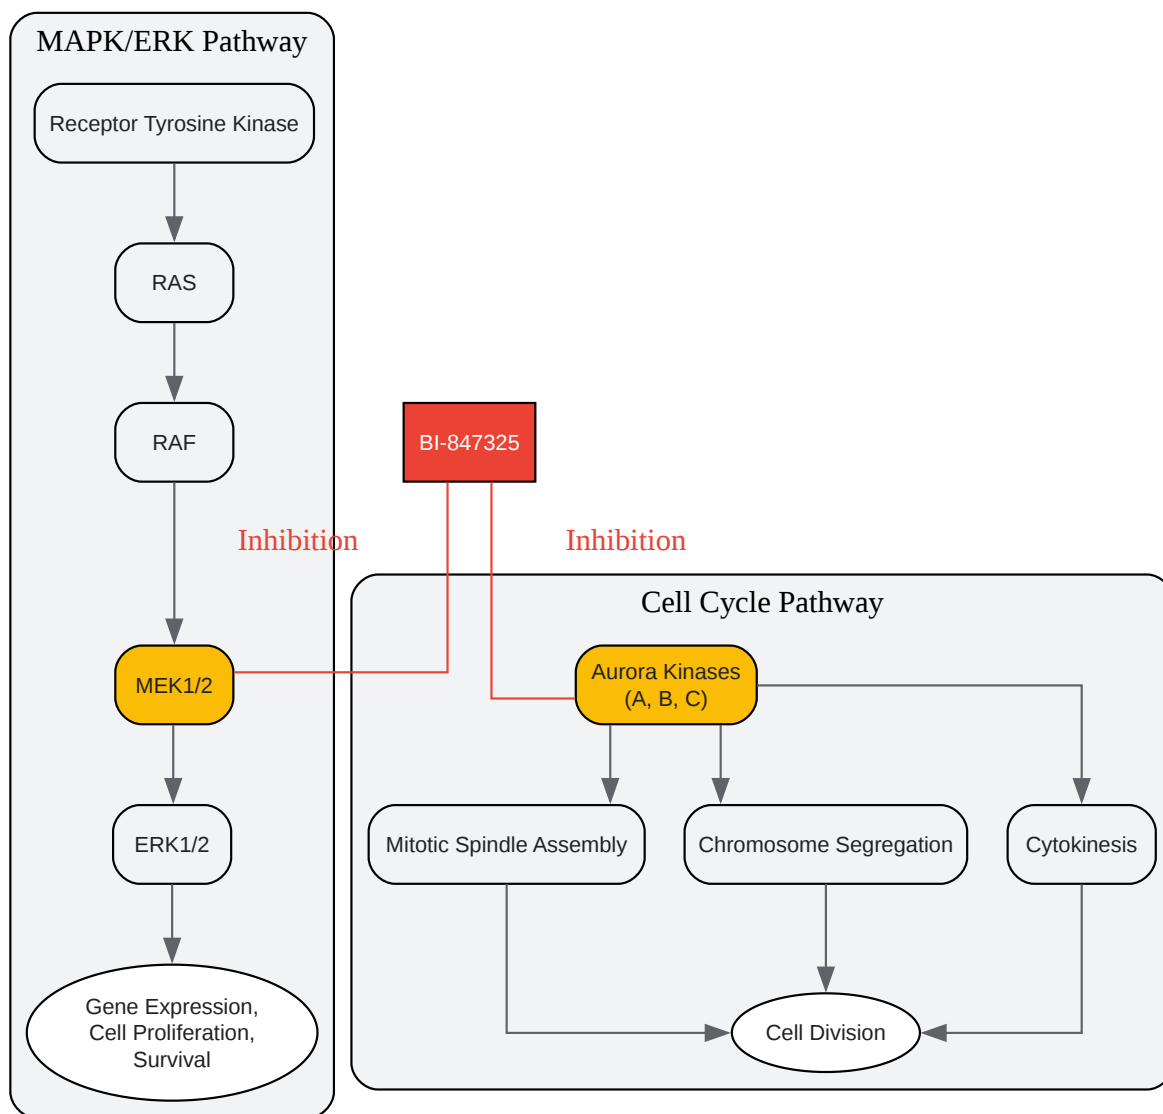 MAPK/ERK Pathway
Receptor Tyrosine Kinase
RAS
RAF
BI-847325
Inhibition
Inhibition
Cell Cycle Pathway
MEK1/2
Aurora Kinases
(A, B, C)
ERK1/2
Mitotic Spindle Assembly
Chromosome Segregation
Cytokinesis
Gene Expression,
Cell Proliferation,
Survival
Cell Division